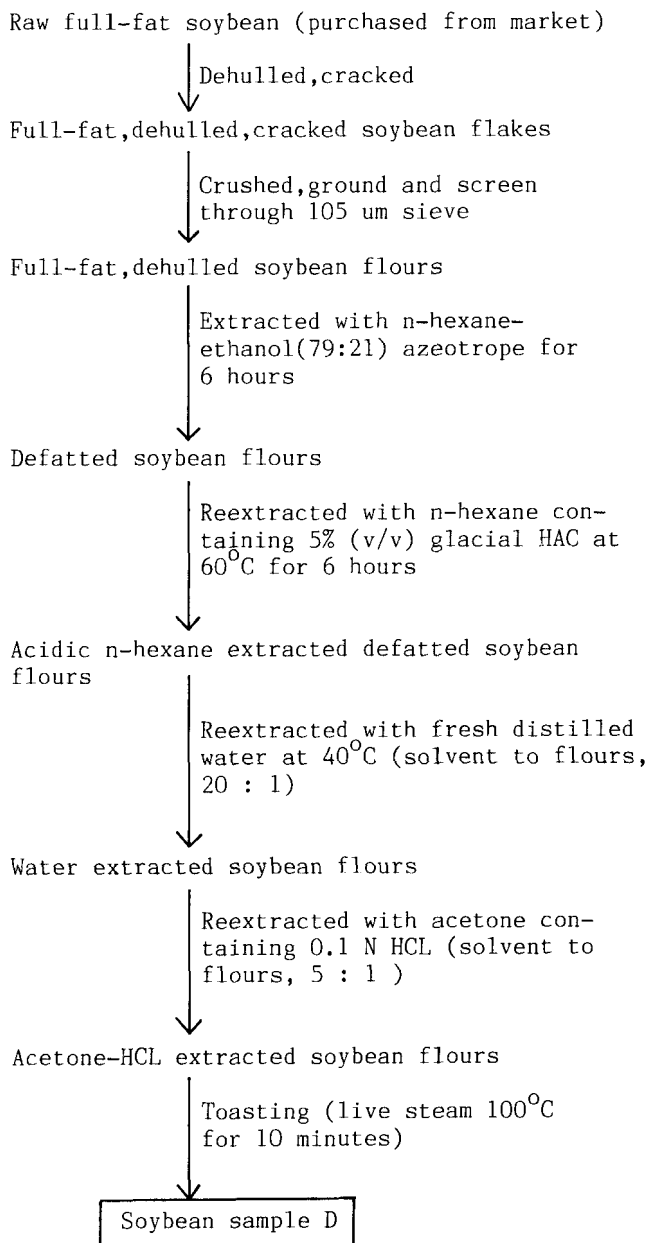 Raw full-fat soybean (purchased from market)
Dehulled,cracked
Full-fat,dehulled,cracked soybean flakes
Crushed,ground and screen
through 105 um sieve
Full-fat,dehulled soybean flours
Extracted with n-hexane-
ethanol(79:21) azeotrope for
6 hours
Defatted soybean flours
Reextracted with n-hexane con-
taining 5% (v/v) glacial HAC at
60°C for 6 hours
Acidic n-hexane extracted defatted soybean
flours
Reextracted with fresh distilled
water at 40°C (solvent to flours,
20 : 1)
Water extracted soybean flours
Reextracted with acetone con-
taining 0.1 N HCL (solvent to
flours, 5 : 1 )
Acetone-HCL extracted soybean flours
Toasting (live steam 100°C
for 10 minutes)
Soybean sample D